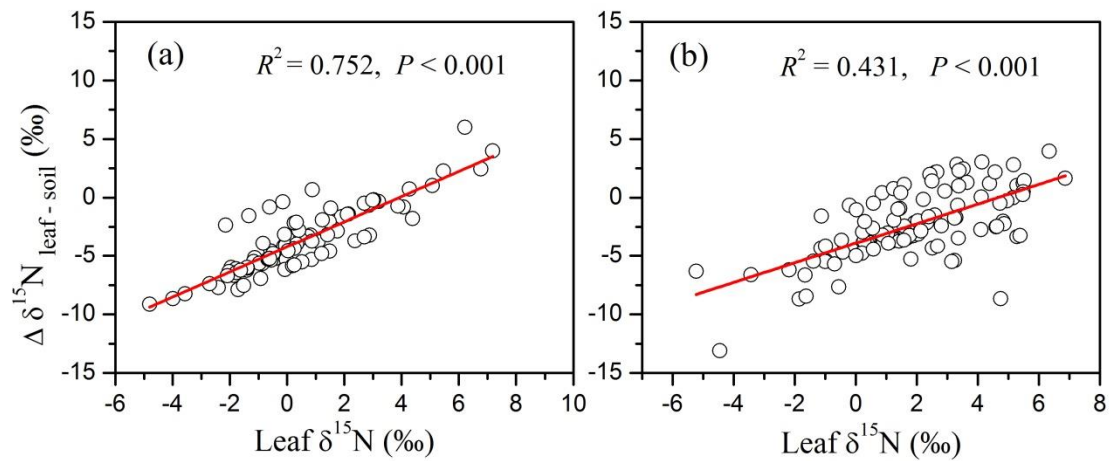 (a)
R² = 0.752, P < 0.001
15
10
5
0
-5
-10
-15
Δ δ¹⁵N leaf - soil (‰)
-6 -4 -2 0 2 4 6 8 10
Leaf δ¹⁵N (‰)
(b)
R² = 0.431, P < 0.001
15
10
5
0
-5
-10
-15
-8 -6 -4 -2 0 2 4 6 8
Leaf δ¹⁵N (‰)